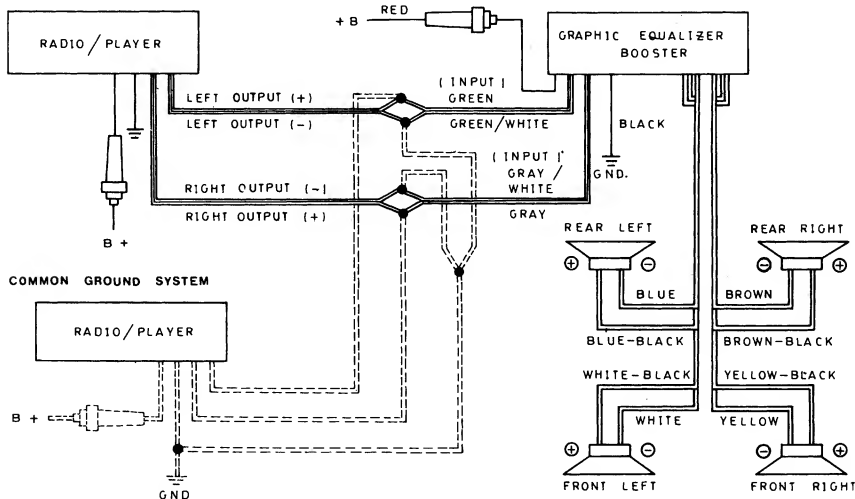 + B RED
RADIO/PLAYER
GRAPHIC EQUALIZER
BOOSTER
LEFT OUTPUT (+)
LEFT OUTPUT (-)
( INPUT )
GREEN
GREEN/WHITE
BLACK
( INPUT )
GRAY /
WHITE
GRAY
GND.
RIGHT OUTPUT (-)
RIGHT OUTPUT (+)
B +
REAR LEFT
REAR RIGHT
+ -
- +
COMMON GROUND SYSTEM
BLUE
BROWN
RADIO/PLAYER
BLUE-BLACK
BROWN-BLACK
WHITE-BLACK
YELLOW-BLACK
B +
WHITE
YELLOW
+ -
- +
FRONT LEFT
FRONT RIGHT
GND